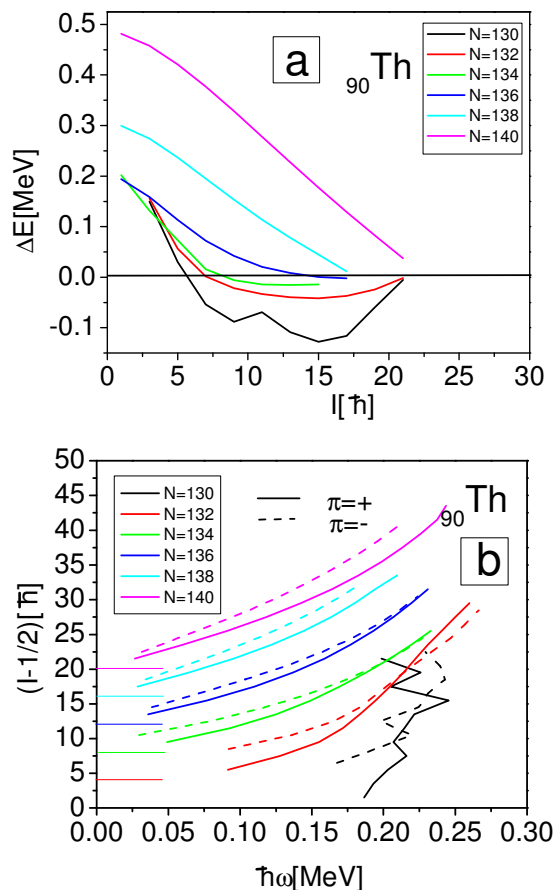 0.5
0.4
0.3
0.2
0.1
0.0
-0.1
ΔE[MeV]
a
₉₀Th
N=130
N=132
N=134
N=136
N=138
N=140
0 5 10 15 20 25 30
I[ħ]
50
45
40
35
30
25
20
15
10
5
0
(I-1/2)[ħ]
N=130
N=132
N=134
N=136
N=138
N=140
π=+
π=-
₉₀Th
b
0.00 0.05 0.10 0.15 0.20 0.25 0.30
ħω[MeV]